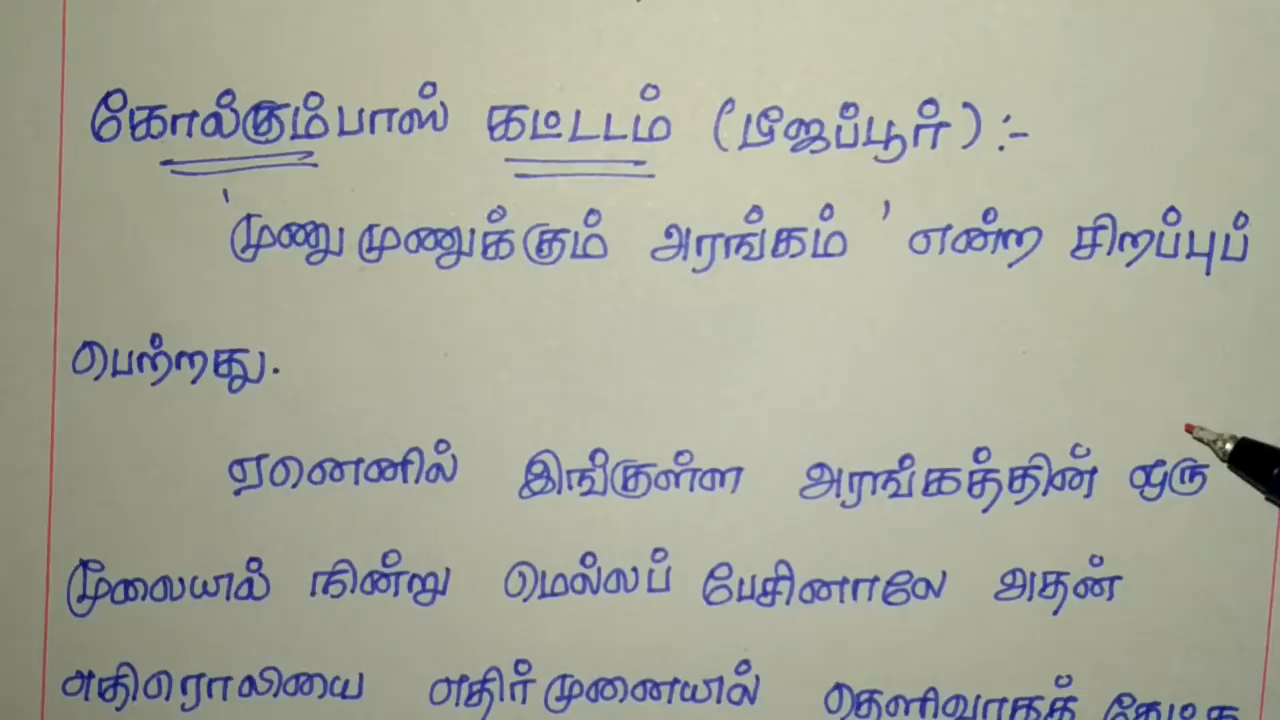 கோல்கும்பாஸ் கட்டடம் (பீஜப்பூர்) :-
'முணுமுணுக்கும் அரங்கம்' என்ற சிறப்புப்
பெற்றது.
ஏனெனில் இங்குள்ள அரங்கத்தின் ஒரு
மூலையில் நின்று மெல்லப் பேசினாலே அதன்
எதிரொலியை எதிர்முனையில் தெளிவாகக்